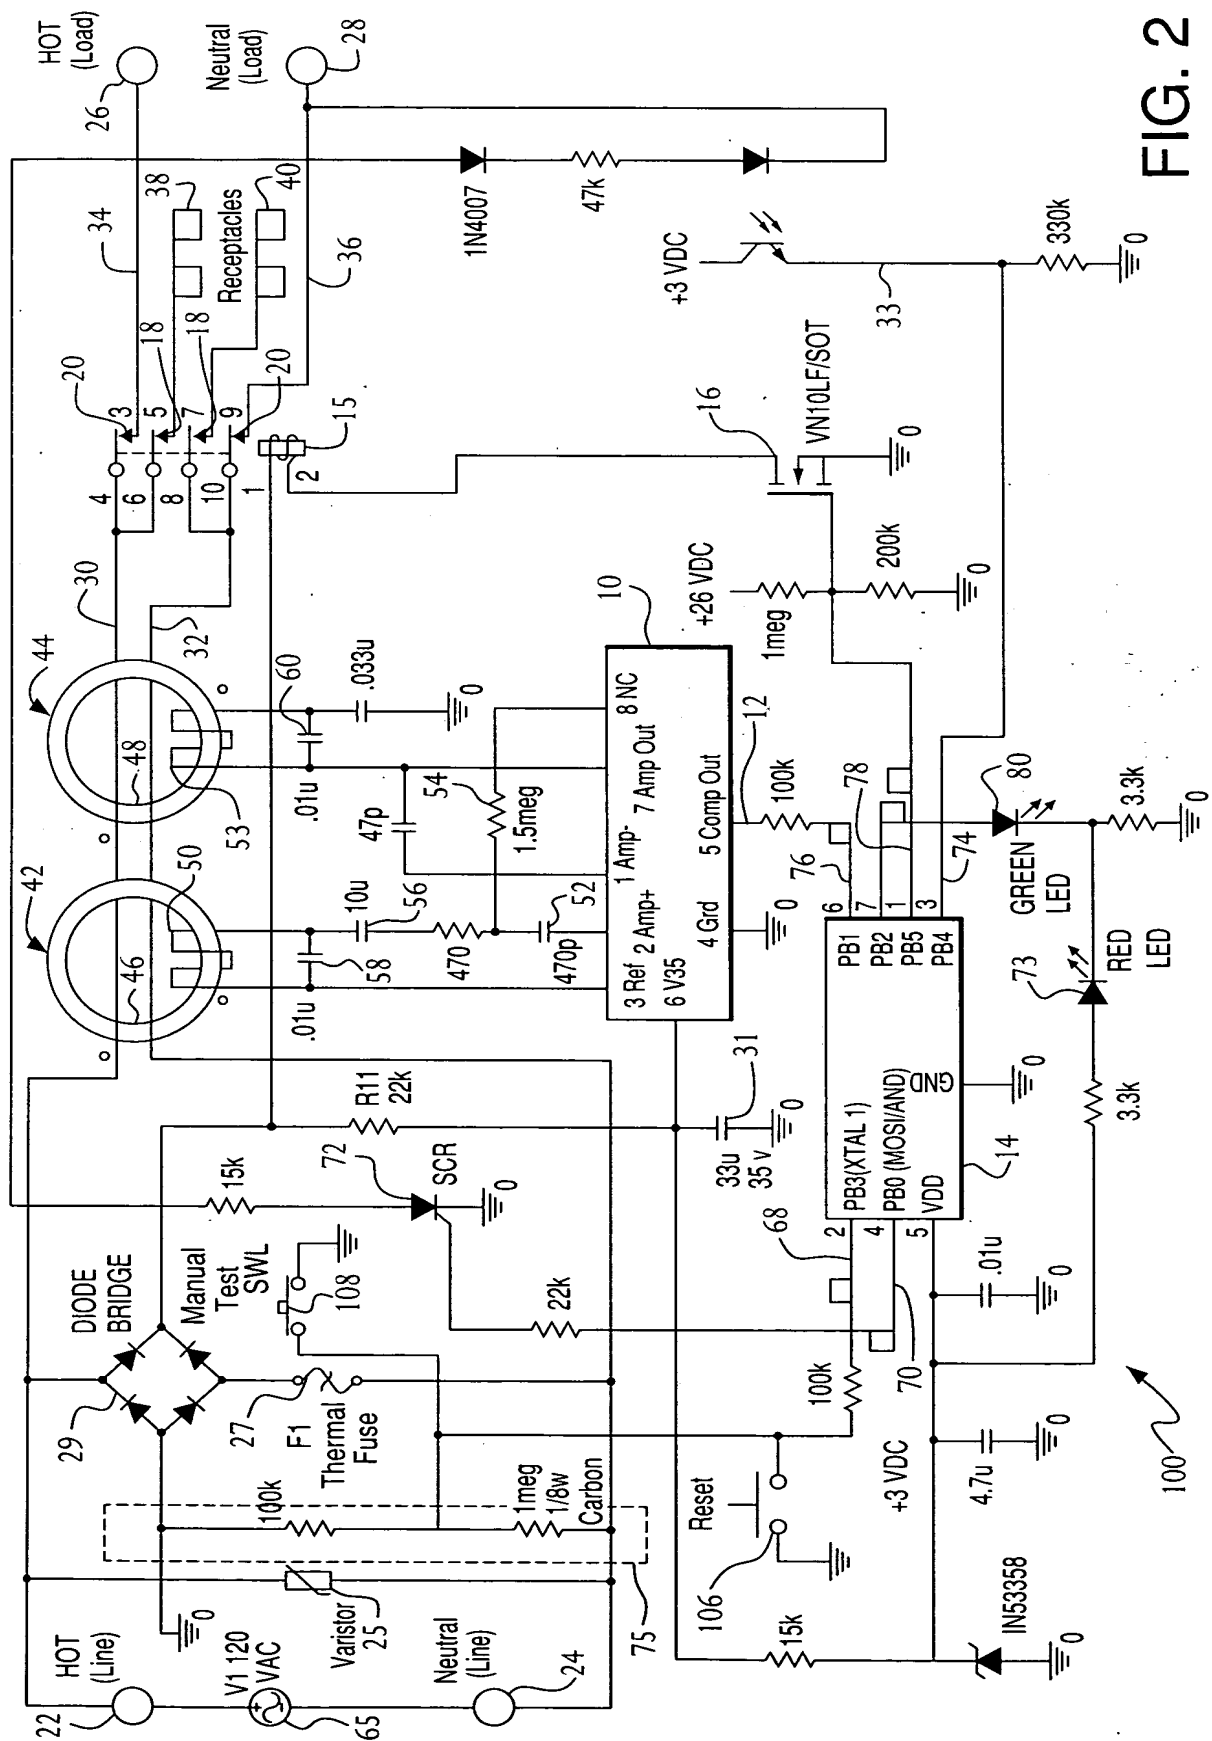 HOT
(Load)
26
Neutral
(Load)
28
34
38
Receptacles
40
36
1N4007
47k
20
3
18
5
18
7
9
20
15
4
6
8
10
1
2
30
32
44
48
53
42
46
50
60
.01u
.033u
0
47p
54
1.5meg
10u
56
58
.01u
470
52
470p
10
8 NC
7 Amp Out
1 Amp-
2 Amp+
3 Ref
6 V35
5 Comp Out
4 Grd
0
12
100k
+26 VDC
1meg
200k
0
16
VN10LF/SOT
0
+3 VDC
33
330k
0
76
78
74
80
6
7
1
3
PB1
PB2
PB5
PB4
GREEN
LED
3.3k
0
RED
LED
73
3.3k
PB3(XTAL 1)
PB0 (MOSI/AND)
VDD
GND
0
14
2
4
5
68
70
22k
100k
.01u
0
4.7u
0
+3 VDC
R11
22k
31
33u
35 v
0
72
SCR
0
15k
DIODE
BRIDGE
29
Manual
Test
SWL
108
27
F1
Thermal
Fuse
100k
1meg
1/8w
Carbon
75
Varistor
25
0
HOT
(Line)
22
V1 120
VAC
65
Neutral
(Line)
24
Reset
106
15k
IN53358
0
100
FIG. 2